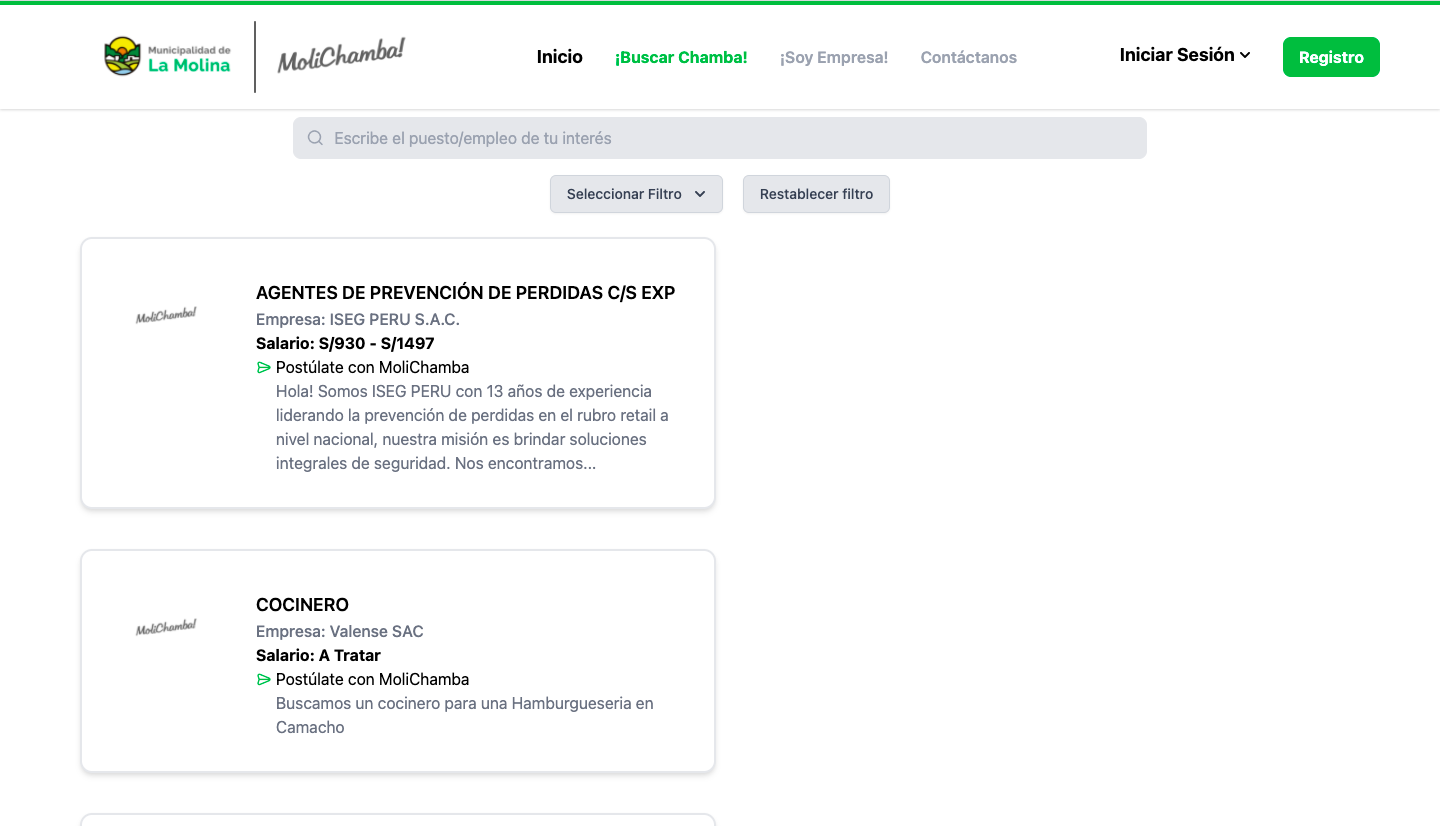 Municipalidad de
La Molina
MoliChamba!
Inicio
¡Buscar Chamba!
¡Soy Empresa!
Contáctanos
Iniciar Sesión
Registro
Escribe el puesto/empleo de tu interés
Seleccionar Filtro
Restablecer filtro
MoliChamba!
AGENTES DE PREVENCIÓN DE PERDIDAS C/S EXP
Empresa: ISEG PERU S.A.C.
Salario: S/930 - S/1497
Postúlate con MoliChamba
Hola! Somos ISEG PERU con 13 años de experiencia
liderando la prevención de perdidas en el rubro retail a
nivel nacional, nuestra misión es brindar soluciones
integrales de seguridad. Nos encontramos...
MoliChamba!
COCINERO
Empresa: Valense SAC
Salario: A Tratar
Postúlate con MoliChamba
Buscamos un cocinero para una Hamburgueseria en
Camacho